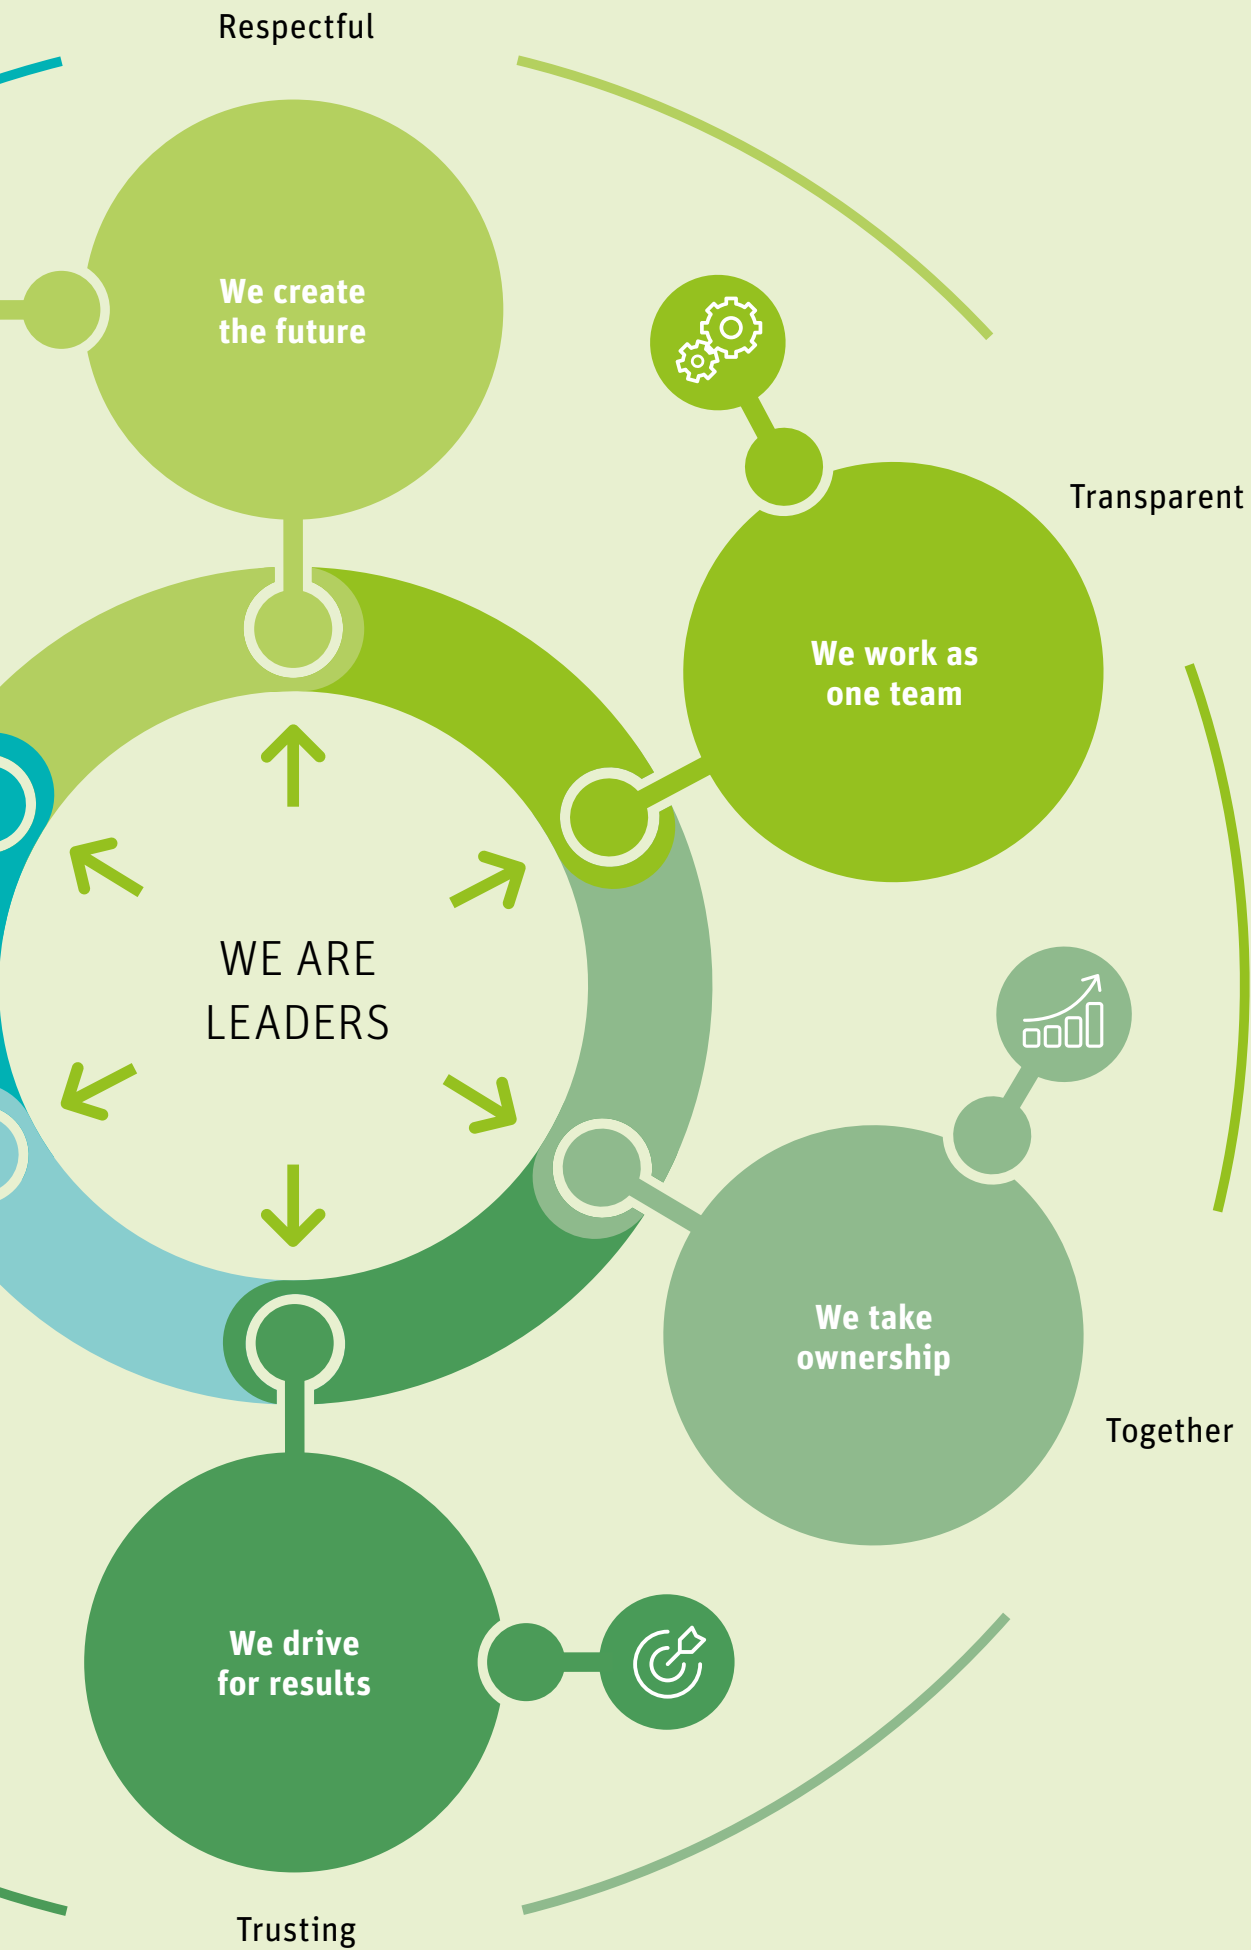 Respectful
We create
the future
Transparent
We work as
one team
WE ARE
LEADERS
We take
ownership
Together
We drive
for results
Trusting